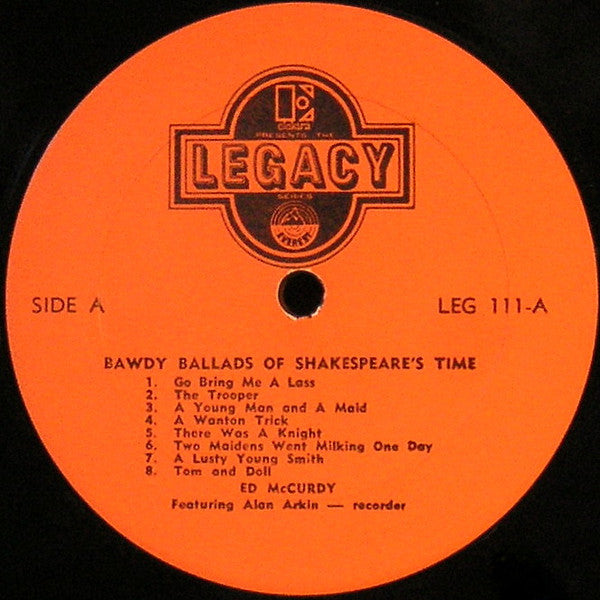 Elektra
PRESENTS THE
LEGACY
SERIES
EVEREST
SIDE A
LEG 111-A
BAWDY BALLADS OF SHAKESPEARE'S TIME
1. Go Bring Me A Lass
2. The Trooper
3. A Young Man and A Maid
4. A Wanton Trick
5. There Was A Knight
6. Two Maidens Went Milking One Day
7. A Lusty Young Smith
8. Tom and Doll
ED McCURDY
Featuring Alan Arkin — recorder